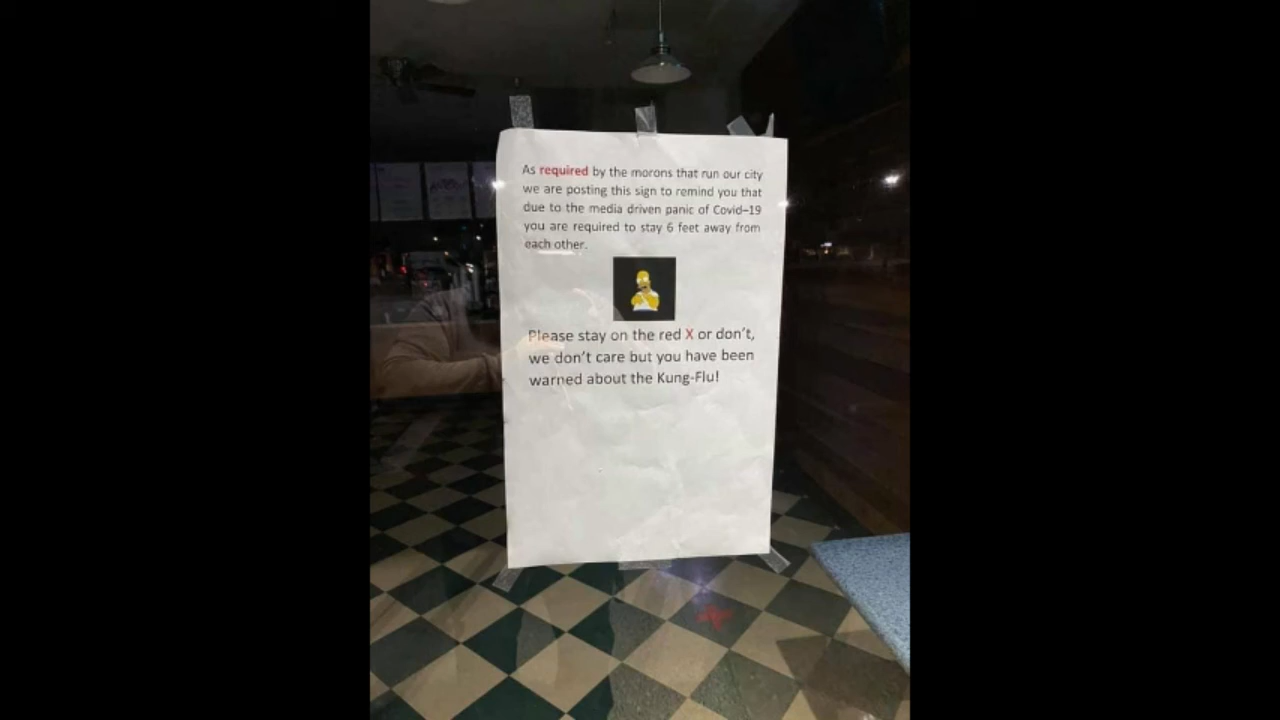 As required by the morons that run our city
we are posting this sign to remind you that
due to the media driven panic of Covid–19
you are required to stay 6 feet away from
each other.
Please stay on the red X or don't,
we don't care but you have been
warned about the Kung-Flu!